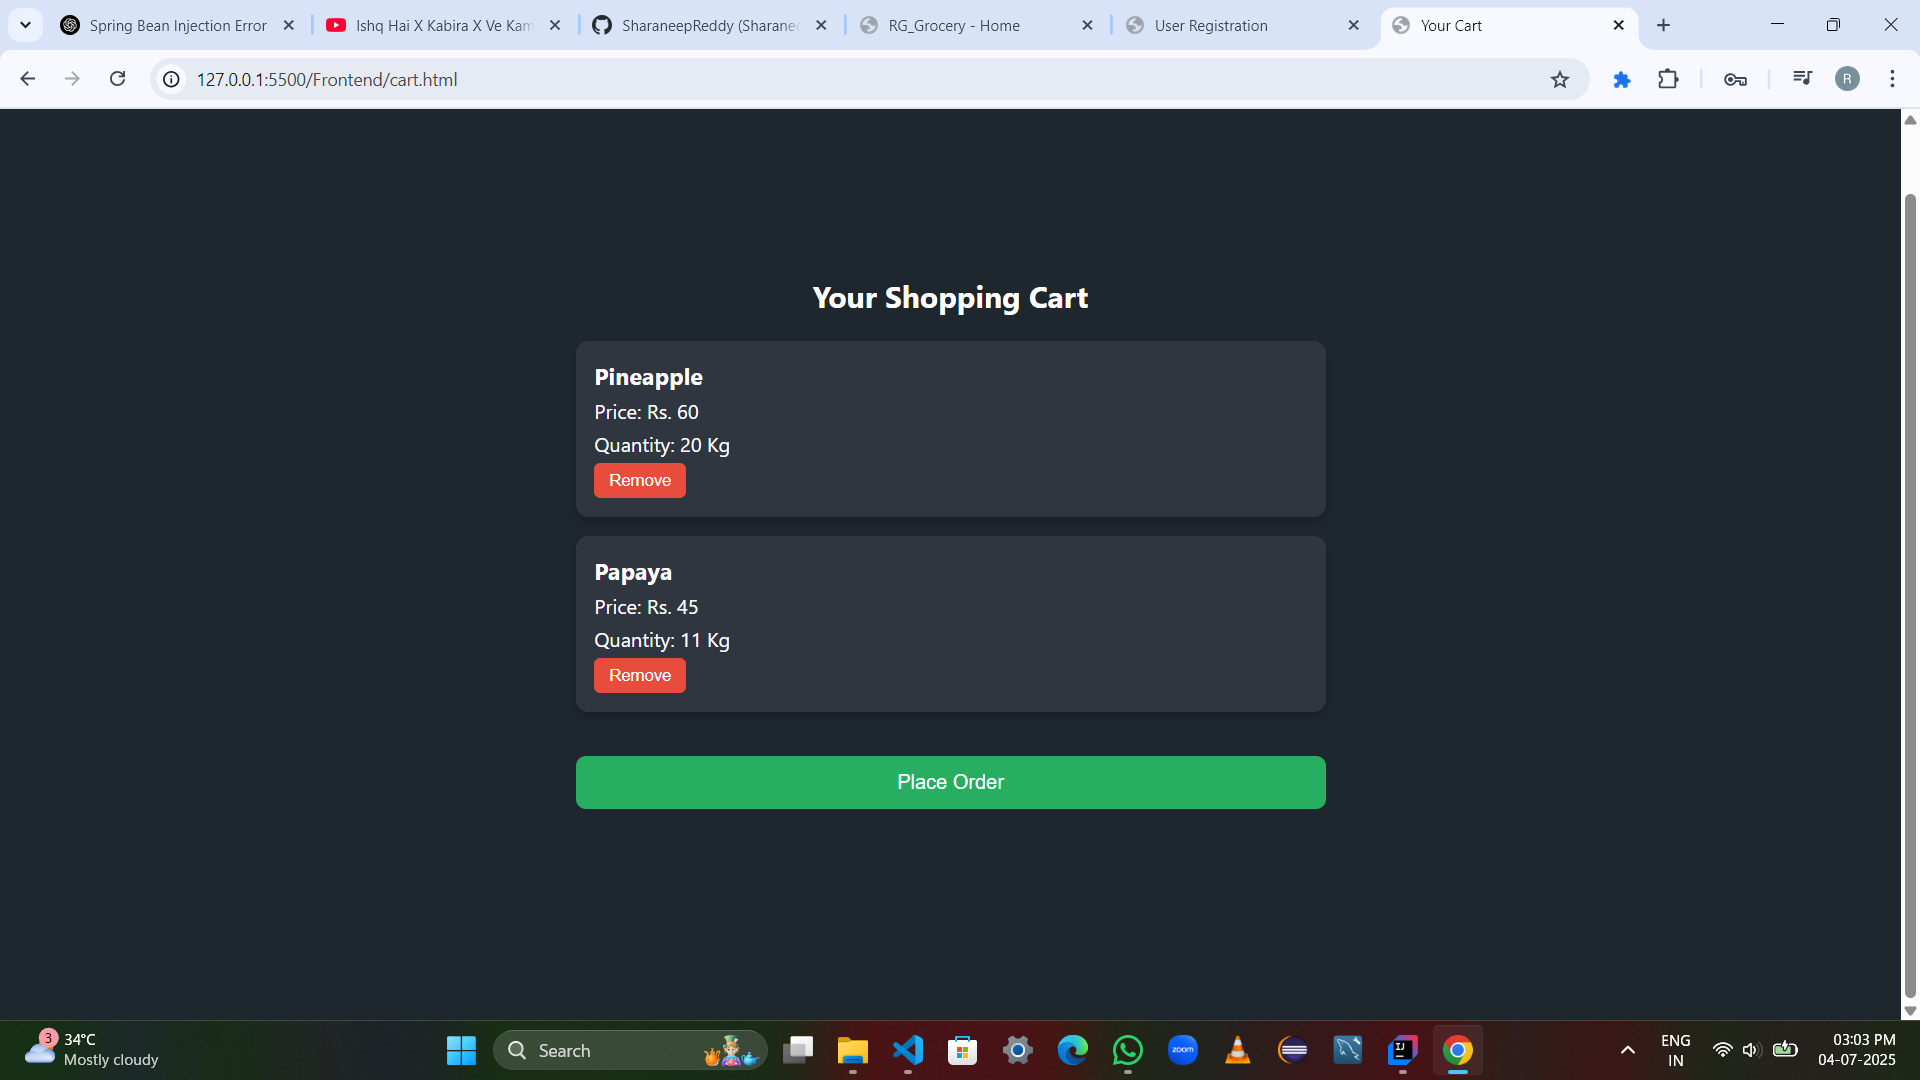 Spring Bean Injection Error
Ishq Hai X Kabira X Ve Kam
SharaneepReddy (Sharane
RG_Grocery - Home
User Registration
Your Cart
127.0.0.1:5500/Frontend/cart.html
R
Your Shopping Cart
Pineapple
Price: Rs. 60
Quantity: 20 Kg
Remove
Papaya
Price: Rs. 45
Quantity: 11 Kg
Remove
Place Order
3
34°C
Mostly cloudy
Search
zoom
IJ
ENG
IN
03:03 PM
04-07-2025